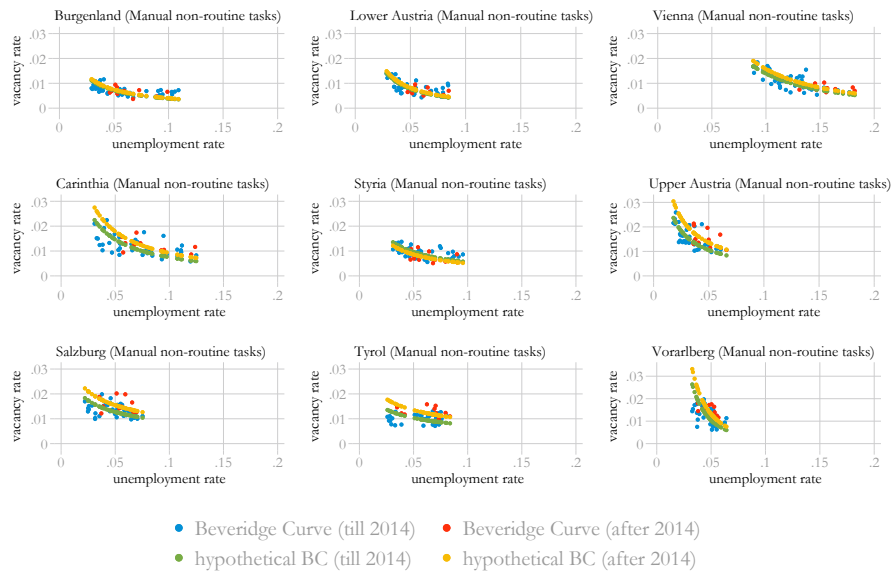 Burgenland (Manual non-routine tasks)
Lower Austria (Manual non-routine tasks)
Vienna (Manual non-routine tasks)
vacancy rate
.03
.02
.01
0
0
.05
.1
.15
.2
unemployment rate
vacancy rate
.03
.02
.01
0
0
.05
.1
.15
.2
unemployment rate
vacancy rate
.03
.02
.01
0
0
.05
.1
.15
.2
unemployment rate
Carinthia (Manual non-routine tasks)
Styria (Manual non-routine tasks)
Upper Austria (Manual non-routine tasks)
vacancy rate
.03
.02
.01
0
0
.05
.1
.15
.2
unemployment rate
vacancy rate
.03
.02
.01
0
0
.05
.1
.15
.2
unemployment rate
vacancy rate
.03
.02
.01
0
0
.05
.1
.15
.2
unemployment rate
Salzburg (Manual non-routine tasks)
Tyrol (Manual non-routine tasks)
Vorarlberg (Manual non-routine tasks)
vacancy rate
.03
.02
.01
0
0
.05
.1
.15
.2
unemployment rate
vacancy rate
.03
.02
.01
0
0
.05
.1
.15
.2
unemployment rate
vacancy rate
.03
.02
.01
0
0
.05
.1
.15
.2
unemployment rate
Beveridge Curve (till 2014)
Beveridge Curve (after 2014)
hypothetical BC (till 2014)
hypothetical BC (after 2014)